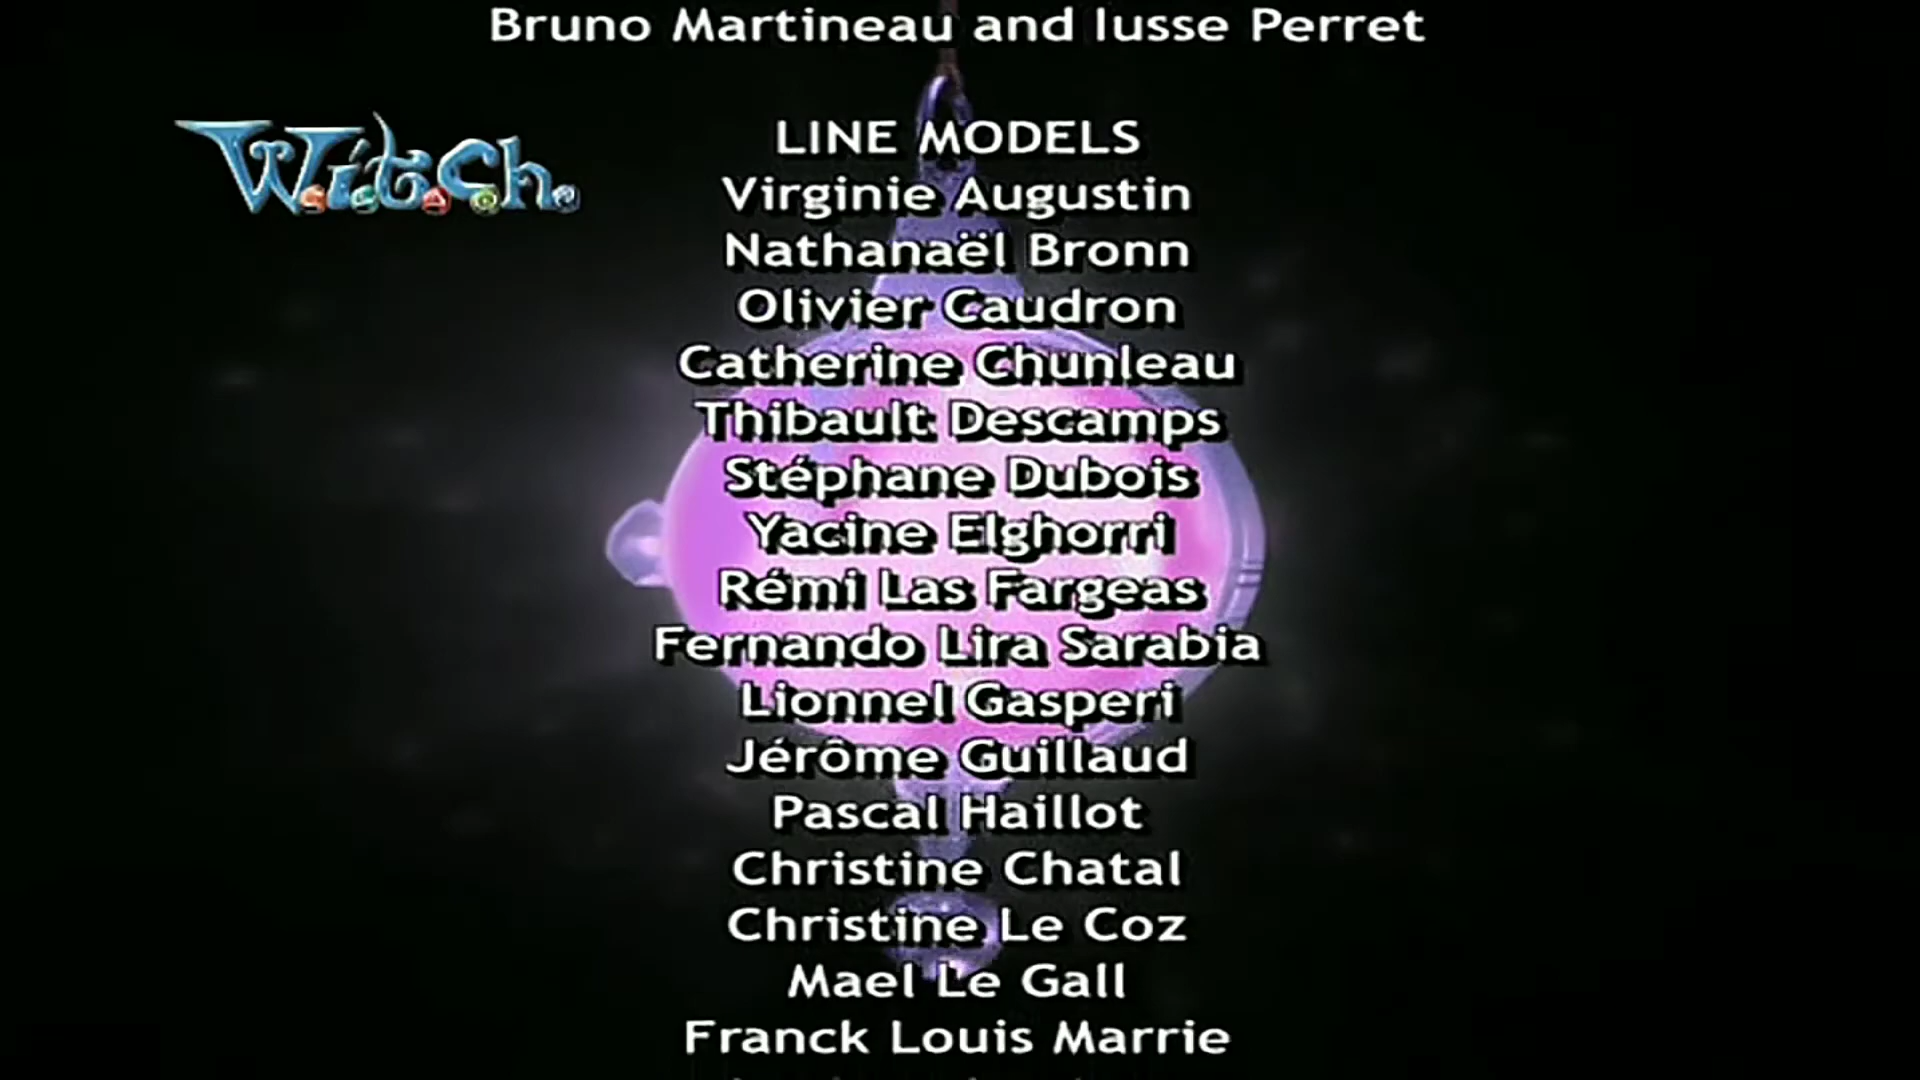 Bruno Martineau and Iusse Perret
W.i.t.c.h.
LINE MODELS
Virginie Augustin
Nathanaël Bronn
Olivier Caudron
Catherine Chunleau
Thibault Descamps
Stéphane Dubois
Yacine Elghorri
Rémi Las Fargeas
Fernando Lira Sarabia
Lionnel Gasperi
Jérôme Guillaud
Pascal Haillot
Christine Chatal
Christine Le Coz
Mael Le Gall
Franck Louis Marrie